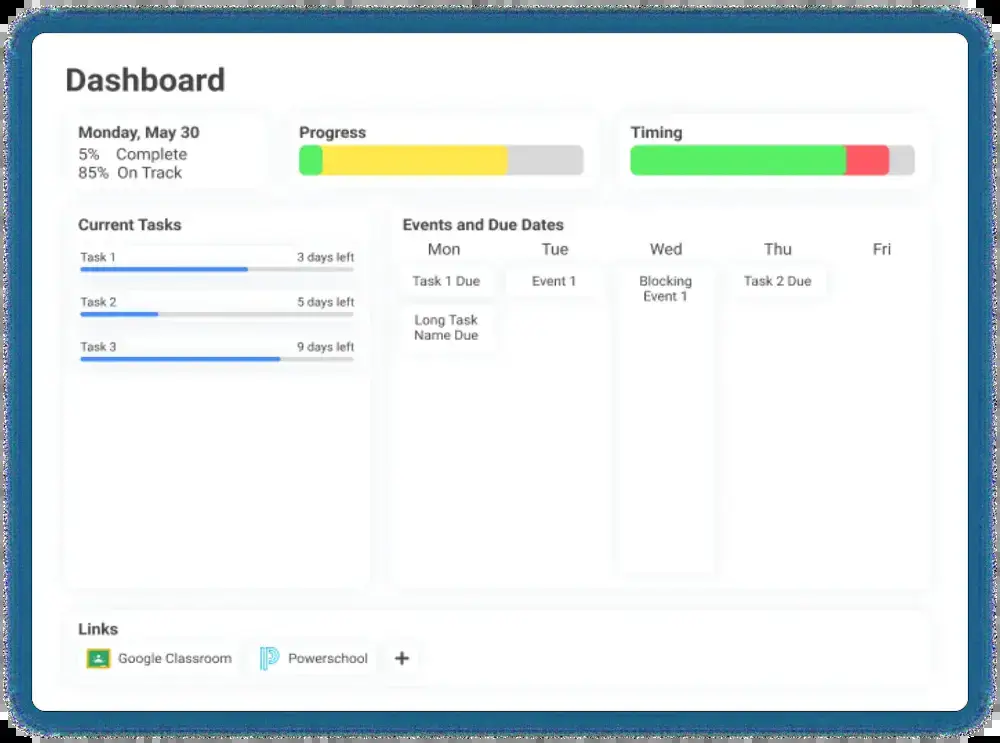 Dashboard
Monday, May 30
5% Complete
85% On Track
Progress
Timing
Current Tasks
Task 1 3 days left
Task 2 5 days left
Task 3 9 days left
Events and Due Dates
Mon Tue Wed Thu Fri
Task 1 Due
Long Task
Name Due
Event 1
Blocking
Event 1
Task 2 Due
Links
Google Classroom
Powerschool
+